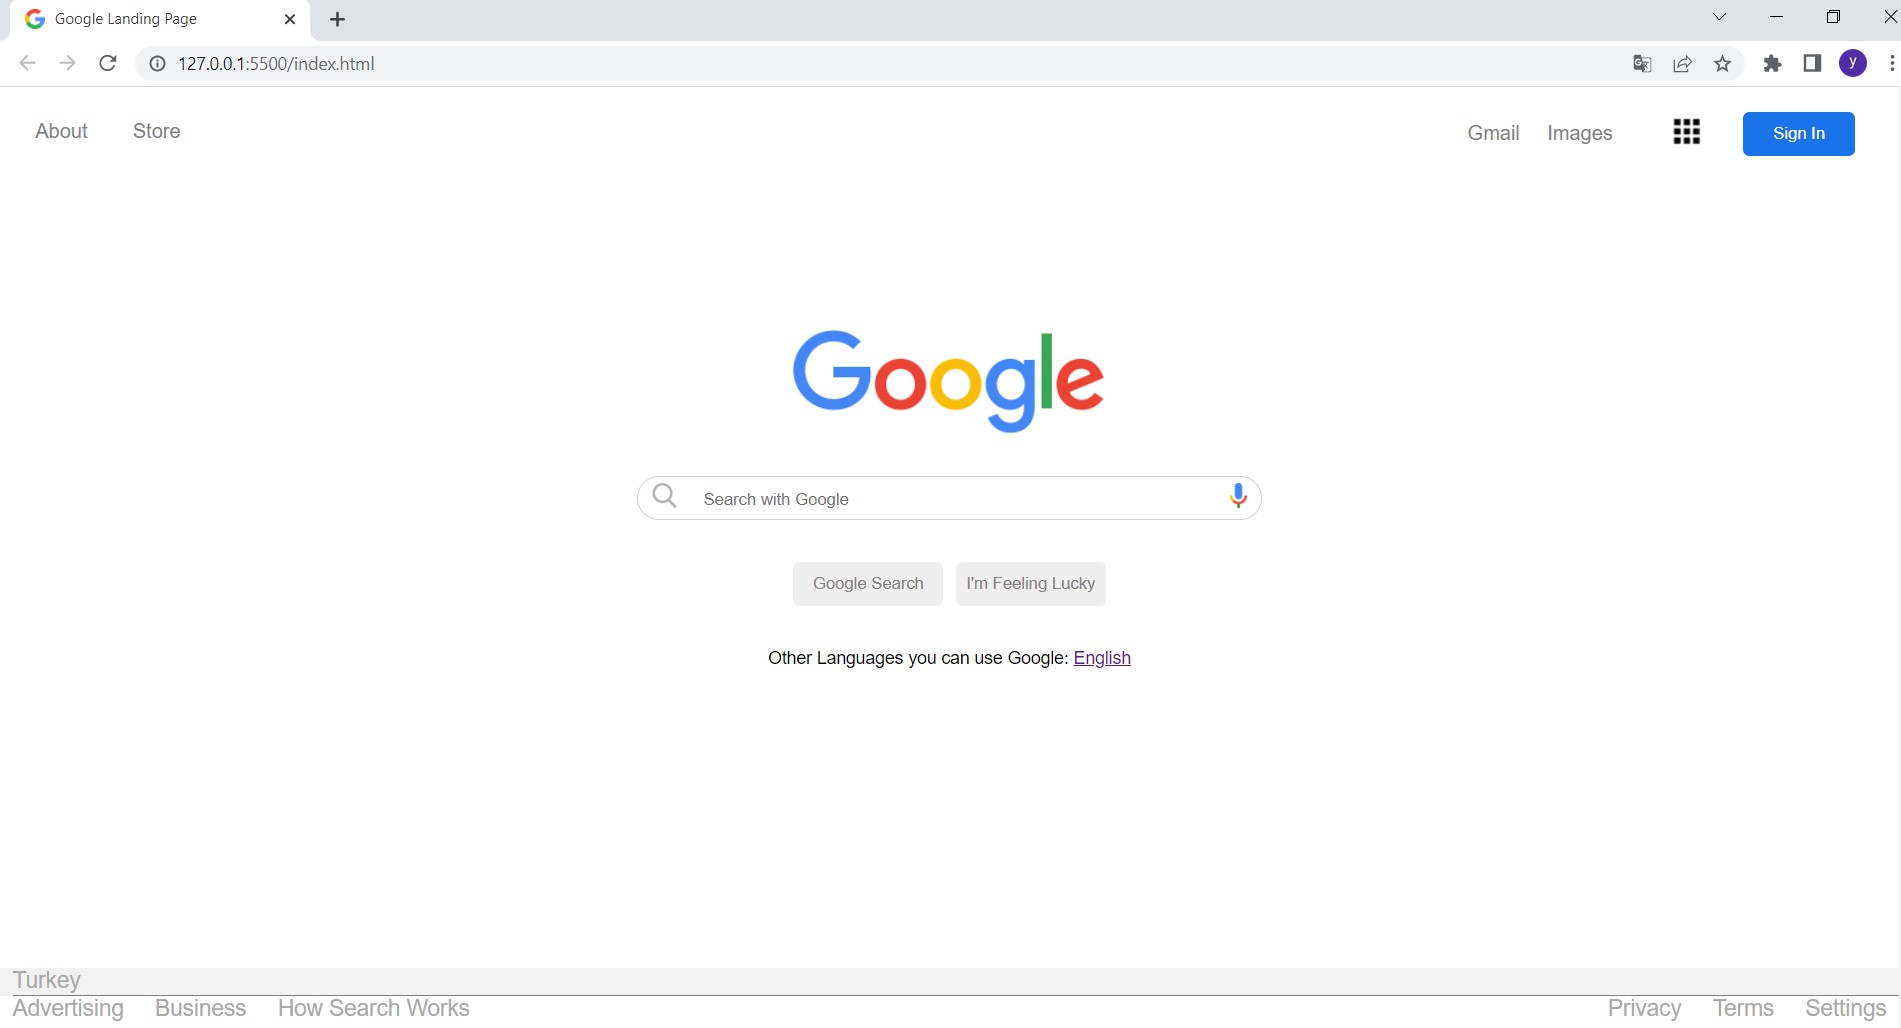 Google Landing Page
127.0.0.1:5500/index.html
y
About Store Gmail Images Sign In
Google
Search with Google
Google Search I'm Feeling Lucky
Other Languages you can use Google: English
Turkey
Advertising Business How Search Works Privacy Terms Settings